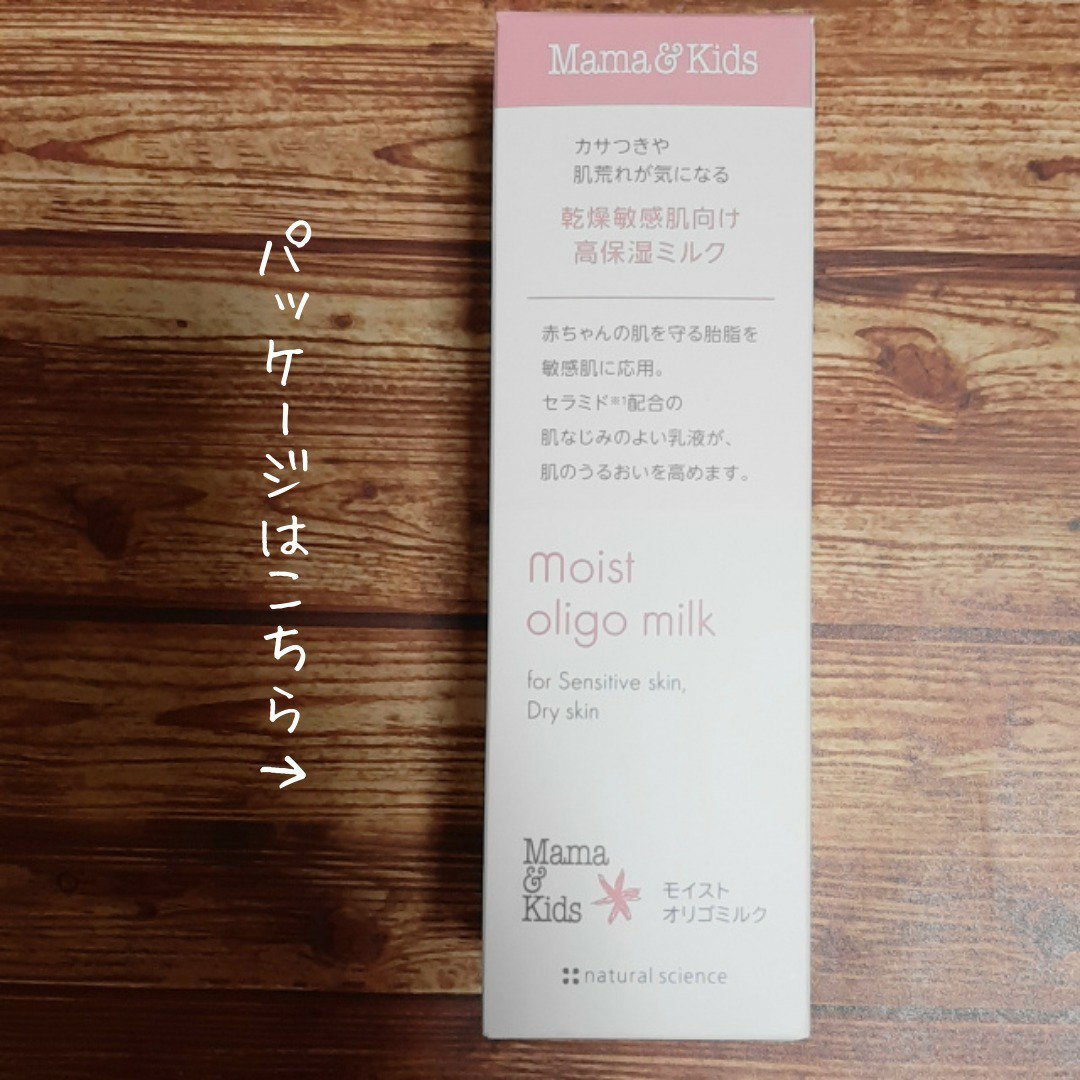 パッケージはこちら→
Mama&Kids
カサつきや
肌荒れが気になる
乾燥敏感肌向け
高保湿ミルク
赤ちゃんの肌を守る胎脂を
敏感肌に応用。
セラミド※1配合の
肌なじみのよい乳液が、
肌のうるおいを高めます。
moist
oligo milk
for Sensitive skin,
Dry skin
Mama
&
Kids
モイスト
オリゴミルク
natural science